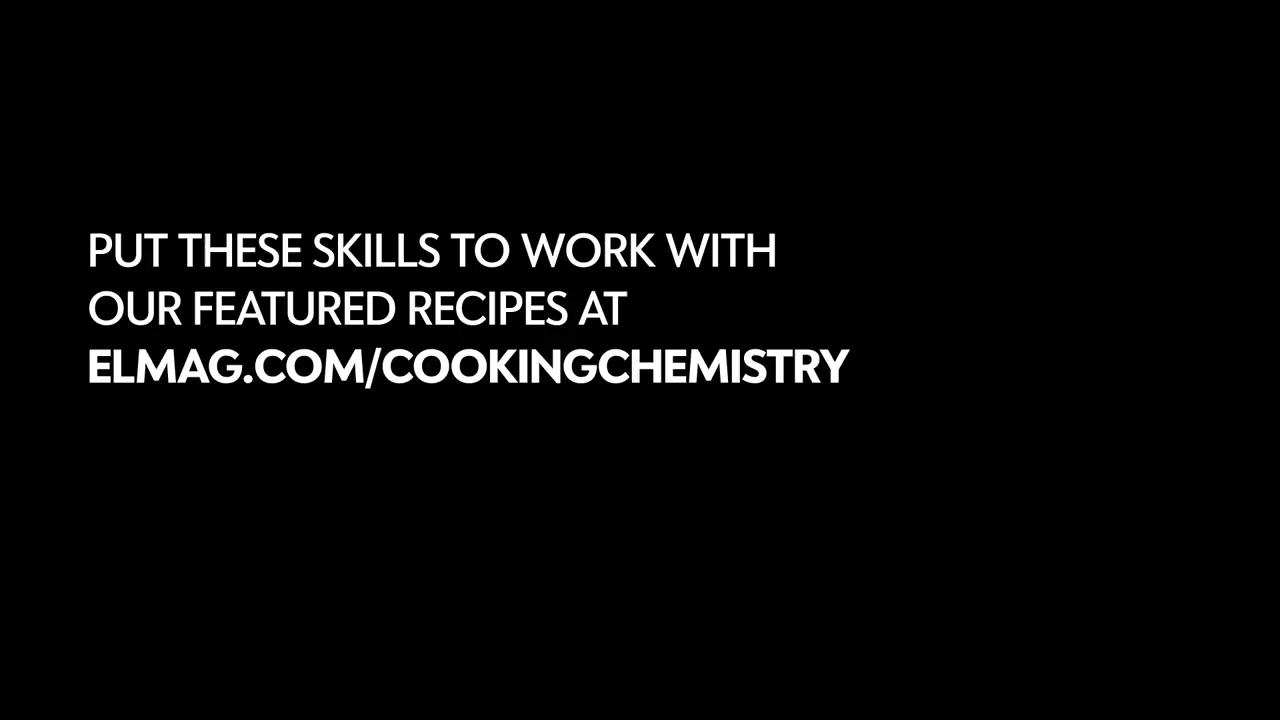 PUT THESE SKILLS TO WORK WITH
OUR FEATURED RECIPES AT
ELMAG.COM/COOKINGCHEMISTRY